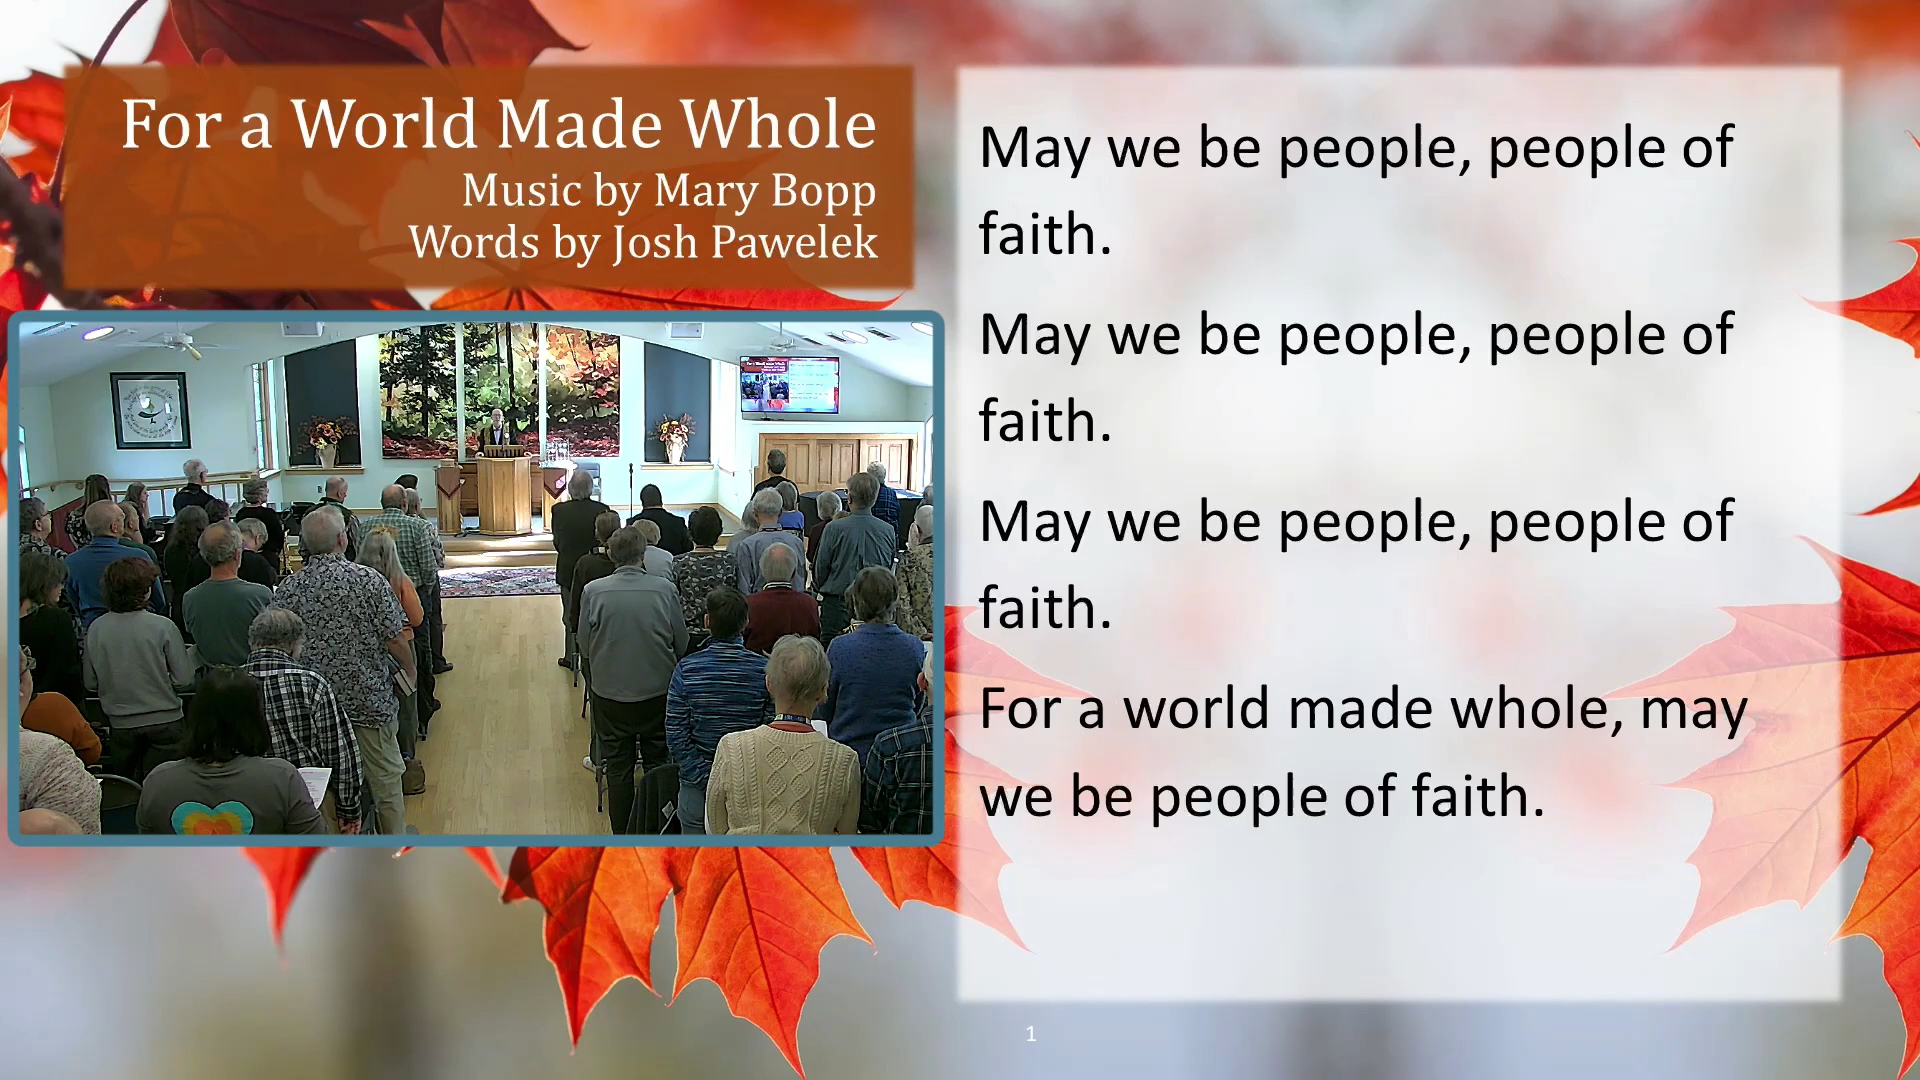 For a World Made Whole
Music by Mary Bopp
Words by Josh Pawelek
May we be people, people of
faith.
May we be people, people of
faith.
May we be people, people of
faith.
For a world made whole, may
we be people of faith.
1